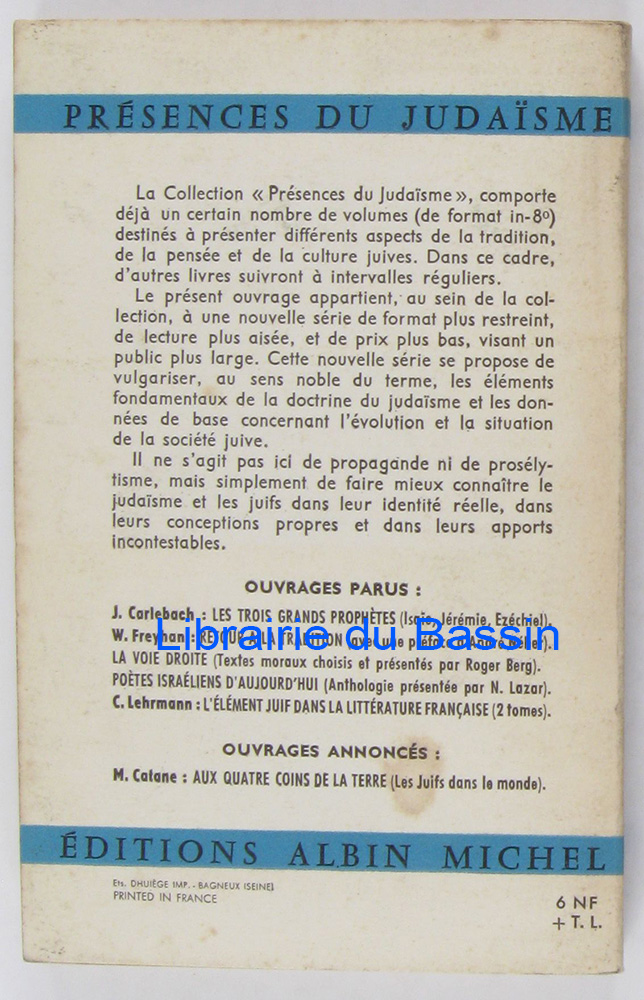 PRÉSENCES DU JUDAÏSME
La Collection « Présences du Judaïsme », comporte
déjà un certain nombre de volumes (de format in-8º)
destinés à présenter différents aspects de la tradition,
de la pensée et de la culture juives. Dans ce cadre,
d'autres livres suivront à intervalles réguliers.
Le présent ouvrage appartient, au sein de la col-
lection, à une nouvelle série de format plus restreint,
de lecture plus aisée, et de prix plus bas, visant un
public plus large. Cette nouvelle série se propose de
vulgariser, au sens noble du terme, les éléments
fondamentaux de la doctrine du judaïsme et les don-
nées de base concernant l'évolution et la situation
de la société juive.
Il ne s'agit pas ici de propagande ni de prosély-
tisme, mais simplement de faire mieux connaître le
judaïsme et les juifs dans leur identité réelle, dans
leurs conceptions propres et dans leurs apports
incontestables.
OUVRAGES PARUS :
J. Carlebach : LES TROIS GRANDS PROPHÈTES (Isaïe, Jérémie, Ezéchiel).
Librairie du Bassin
W. Freyhan : RETOUR A LA TRADITION (avec une préface d'André Neher).
LA VOIE DROITE (Textes moraux choisis et présentés par Roger Berg).
POÈTES ISRAÉLIENS D'AUJOURD'HUI (Anthologie présentée par N. Lazar).
C. Lehrmann : L'ÉLÉMENT JUIF DANS LA LITTÉRATURE FRANÇAISE (2 tomes).
OUVRAGES ANNONCÉS :
M. Catane : AUX QUATRE COINS DE LA TERRE (Les Juifs dans le monde).
ÉDITIONS ALBIN MICHEL
Ets. DHUIÈGE IMP. - BAGNEUX (SEINE)
PRINTED IN FRANCE
6 NF
+ T. L.